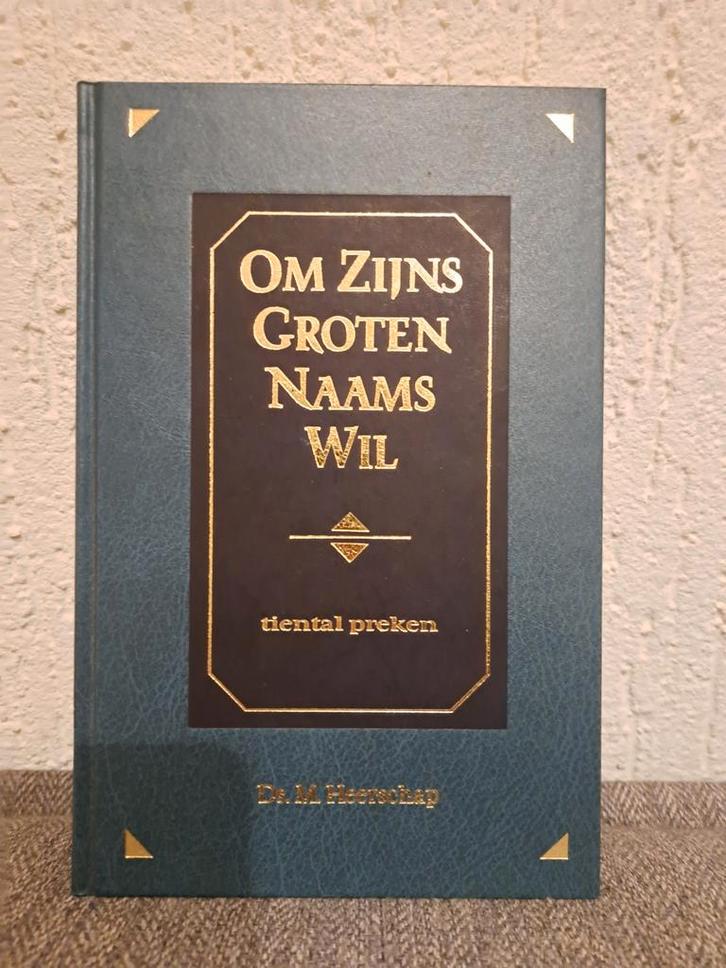 OM ZIJNS
GROTEN
NAAMS
WIL
tiental preken
Ds. M. Heerschap